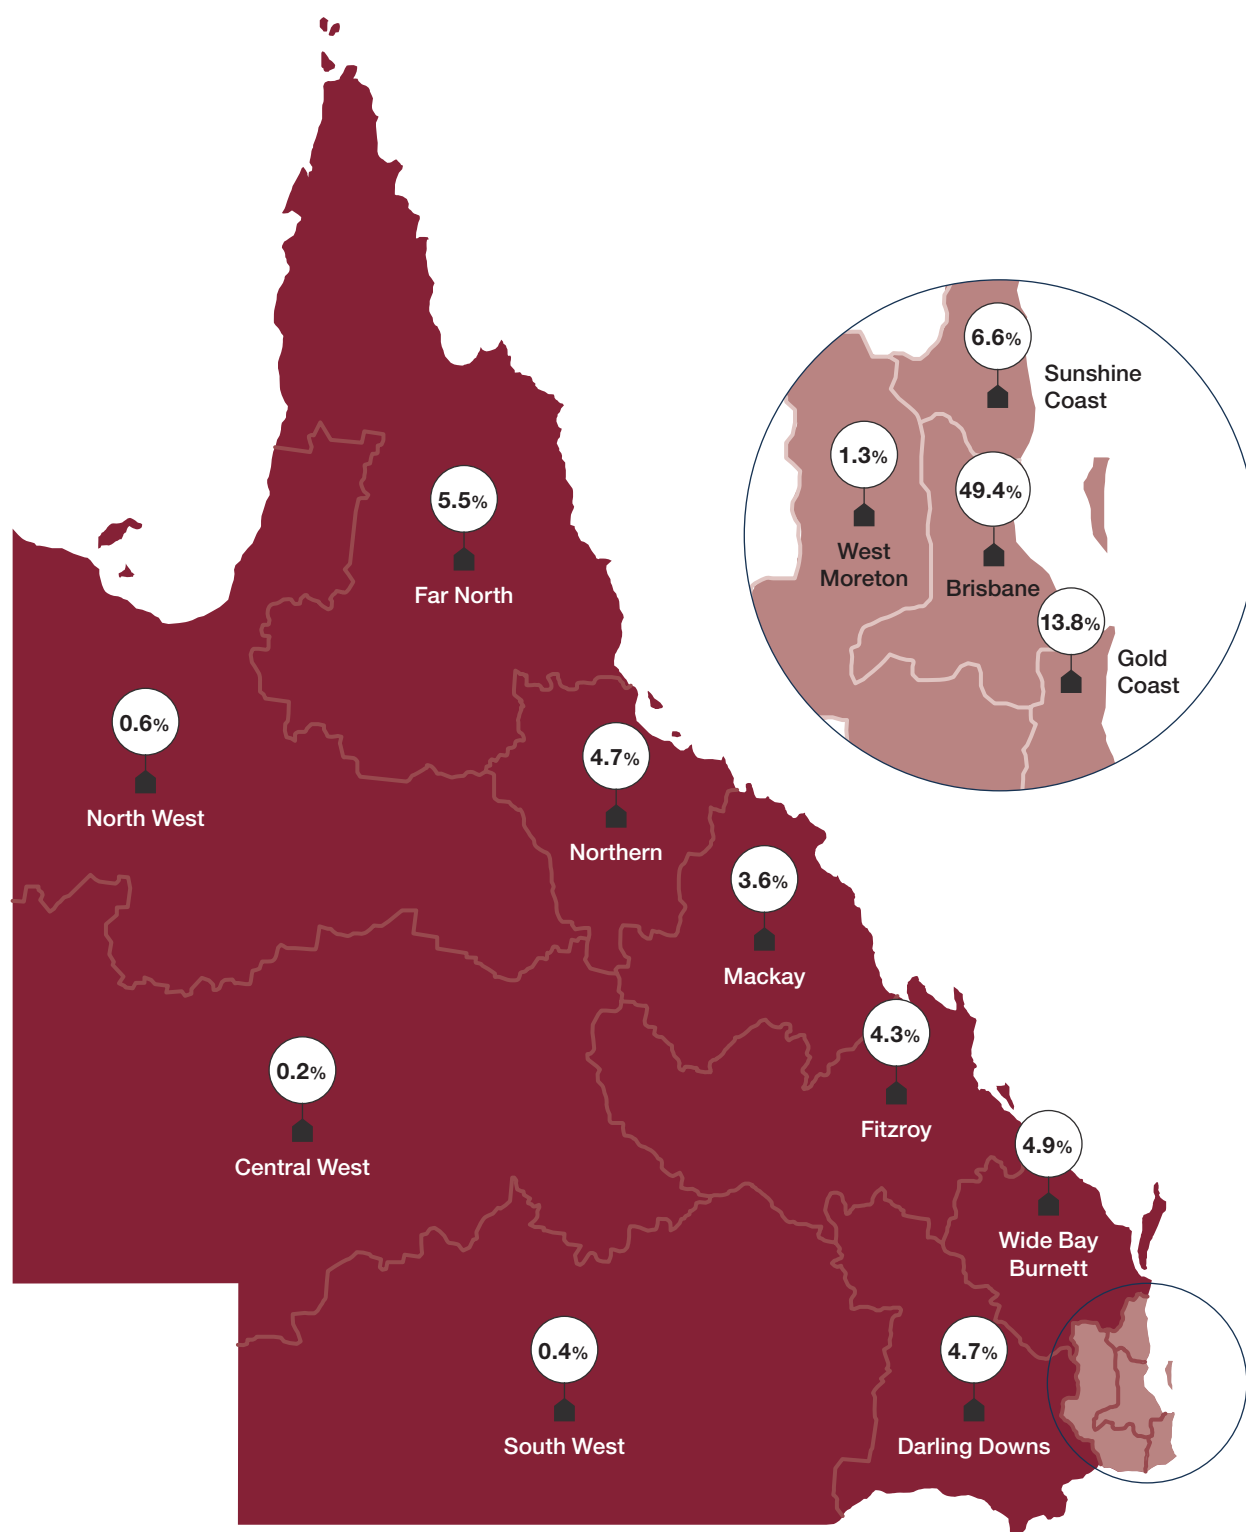 6.6%
Sunshine
Coast
1.3%
West
Moreton
49.4%
Brisbane
13.8%
Gold
Coast
5.5%
Far North
0.6%
North West
4.7%
Northern
3.6%
Mackay
4.3%
Fitzroy
0.2%
Central West
4.9%
Wide Bay
Burnett
0.4%
South West
4.7%
Darling Downs